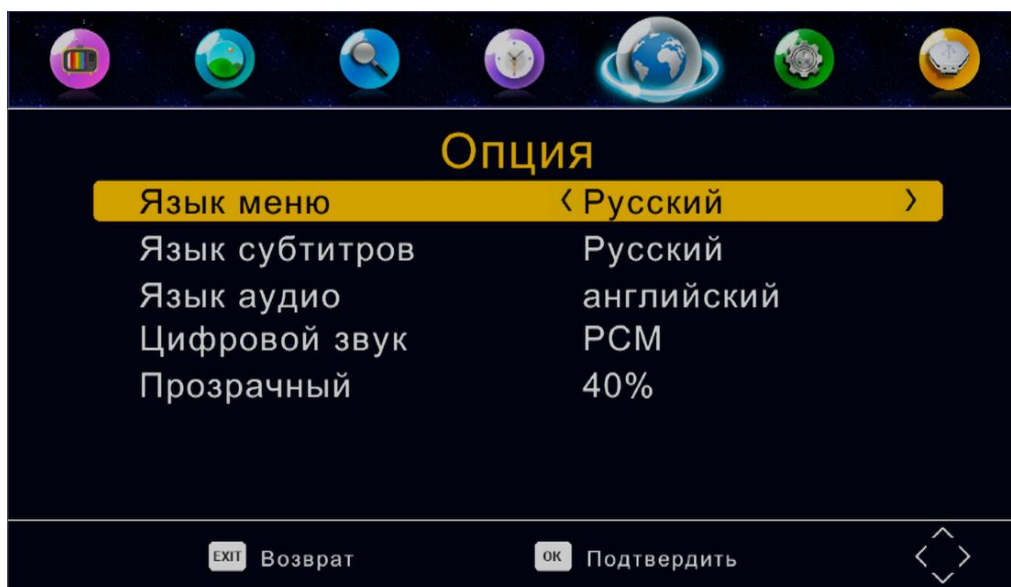 Опция
Язык меню Русский
Язык субтитров Русский
Язык аудио английский
Цифровой звук PCM
Прозрачный 40%
EXIT Возврат OK Подтвердить